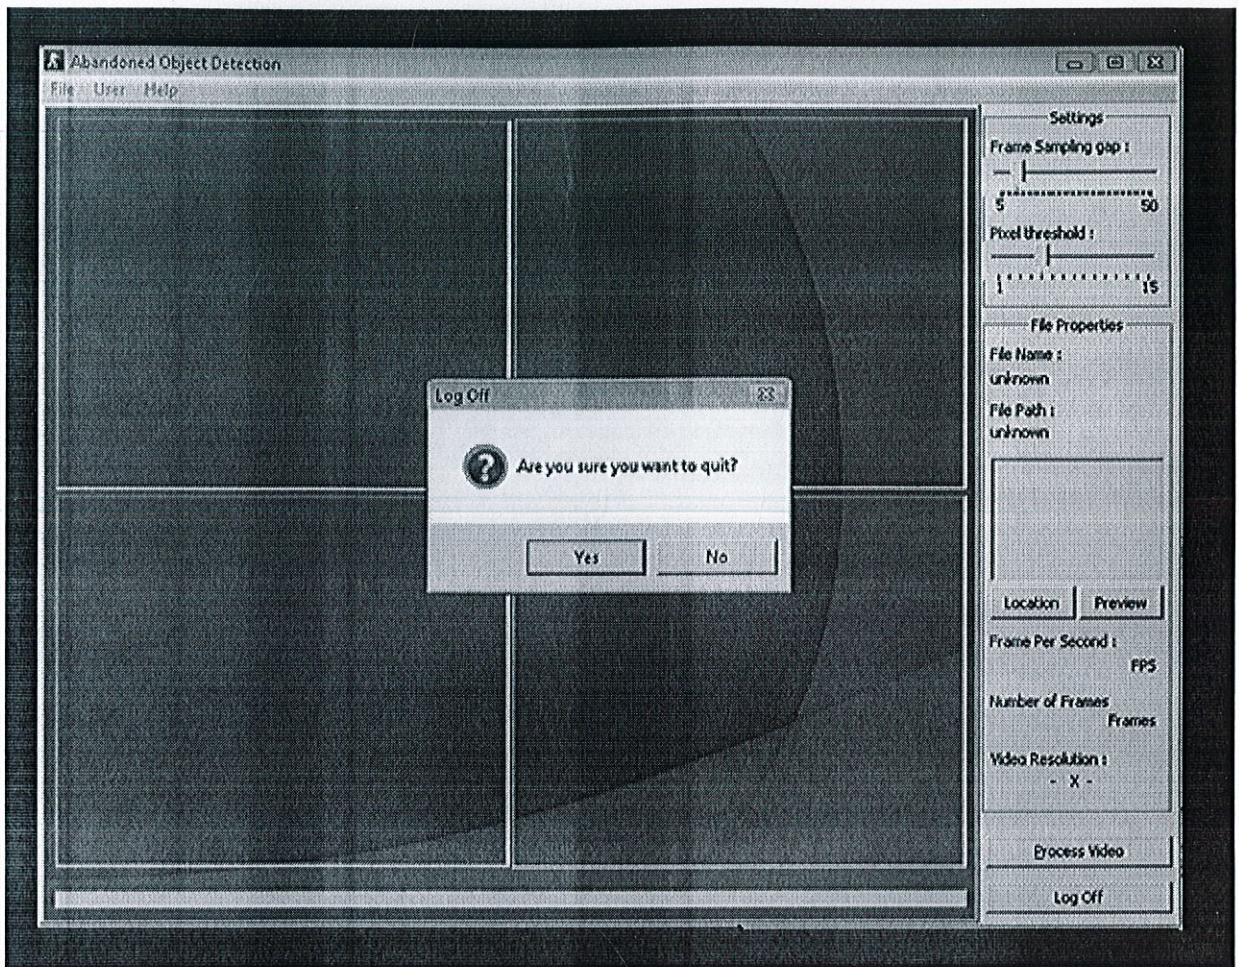 Abandoned Object Detection
File User Help
Settings
Frame Sampling gap :
5 50
Pixel threshold :
1 15
File Properties
File Name :
unknown
File Path :
unknown
Log Off
Are you sure you want to quit?
Yes No
Location Preview
Frame Per Second :
FPS
Number of Frames
Frames
Video Resolution :
- X -
Process Video
Log Off